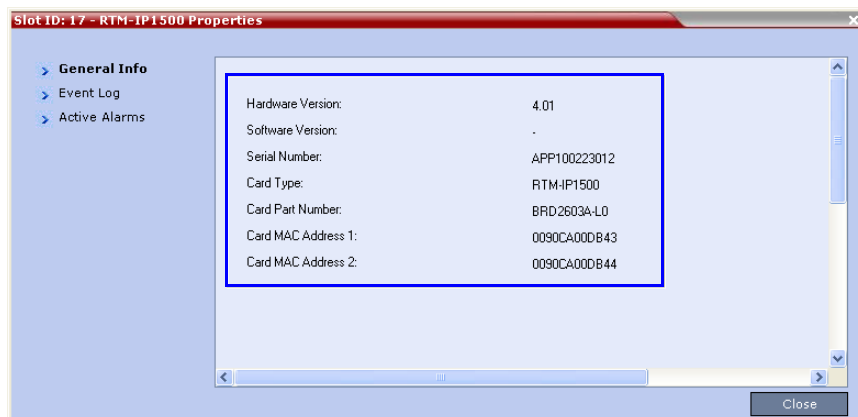 Slot ID: 17 - RTM-IP1500 Properties
General Info
Event Log
Active Alarms
Hardware Version: 4.01
Software Version: -
Serial Number: APP100223012
Card Type: RTM-IP1500
Card Part Number: BRD2603A-L0
Card MAC Address 1: 0090CA00DB43
Card MAC Address 2: 0090CA00DB44
Close